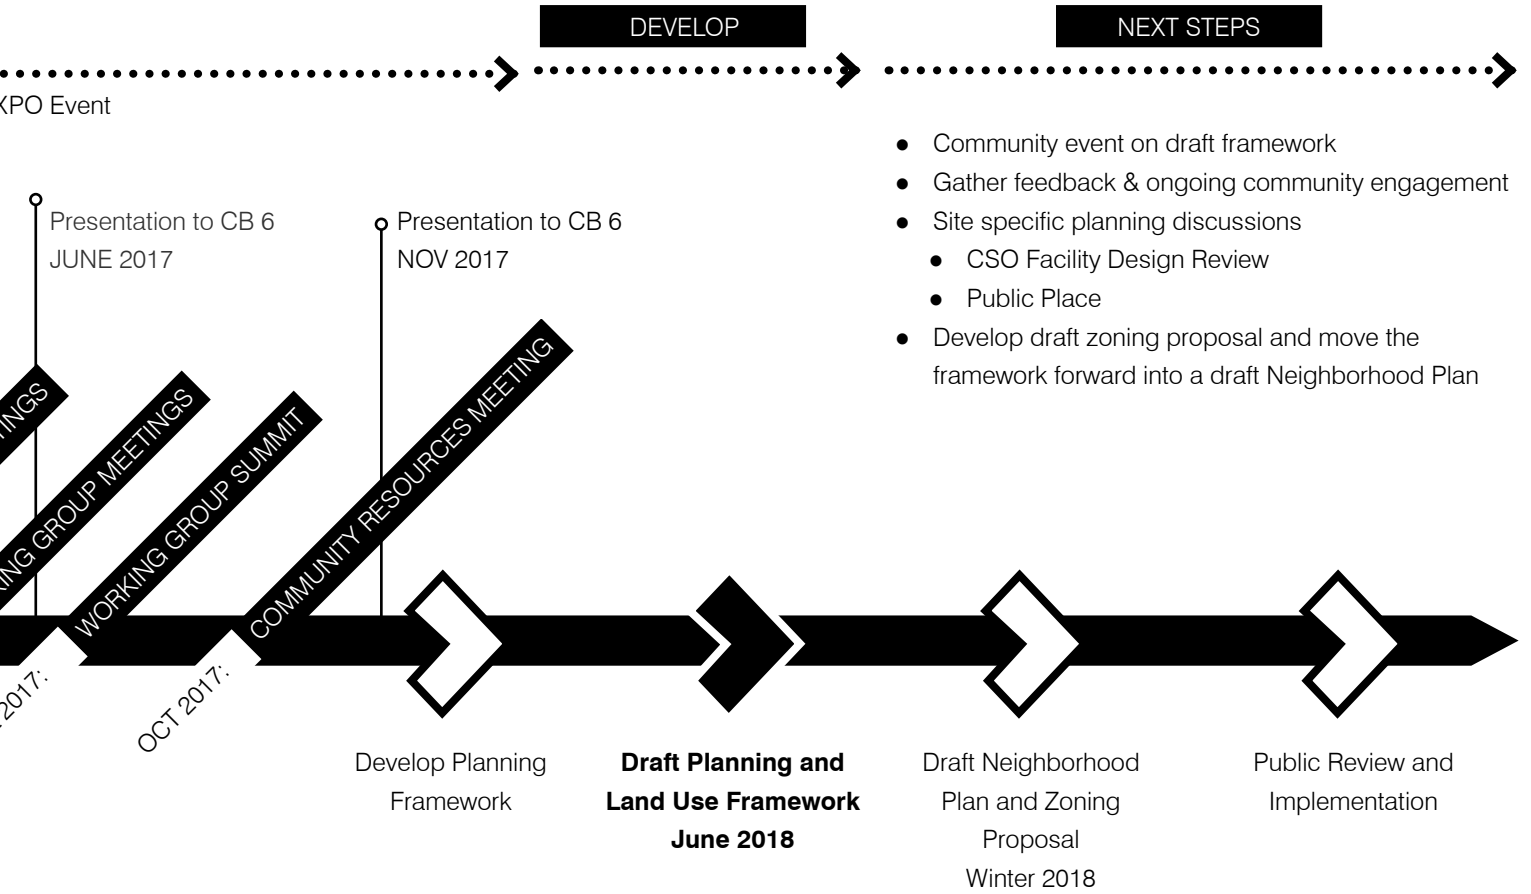 DEVELOP
NEXT STEPS
XPO Event
Presentation to CB 6
JUNE 2017
Presentation to CB 6
NOV 2017
● Community event on draft framework
● Gather feedback & ongoing community engagement
● Site specific planning discussions
● CSO Facility Design Review
● Public Place
● Develop draft zoning proposal and move the
framework forward into a draft Neighborhood Plan
TINGS
KING GROUP MEETINGS
WORKING GROUP SUMMIT
COMMUNITY RESOURCES MEETING
2017:
OCT 2017:
Develop Planning
Framework
Draft Planning and
Land Use Framework
June 2018
Draft Neighborhood
Plan and Zoning
Proposal
Winter 2018
Public Review and
Implementation